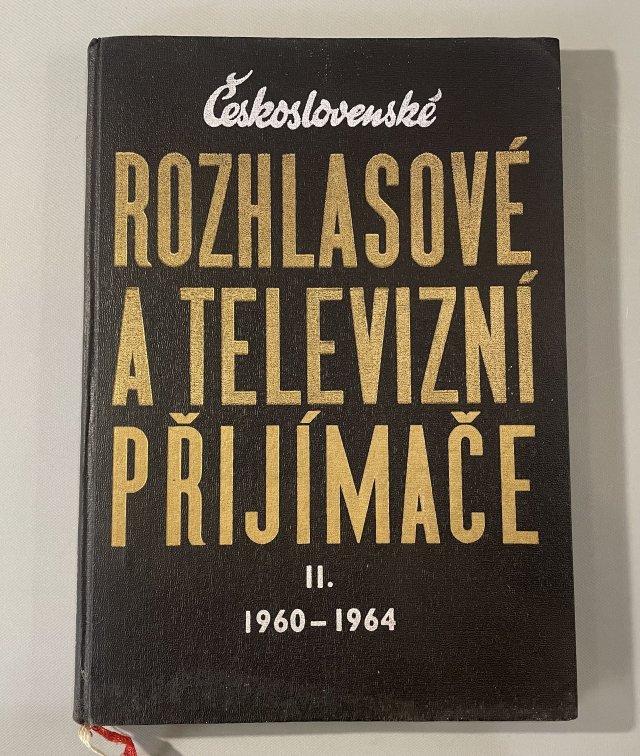 Československé
ROZHLASOVÉ
A TELEVIZNÍ
PŘIJÍMAČE
II.
1960–1964